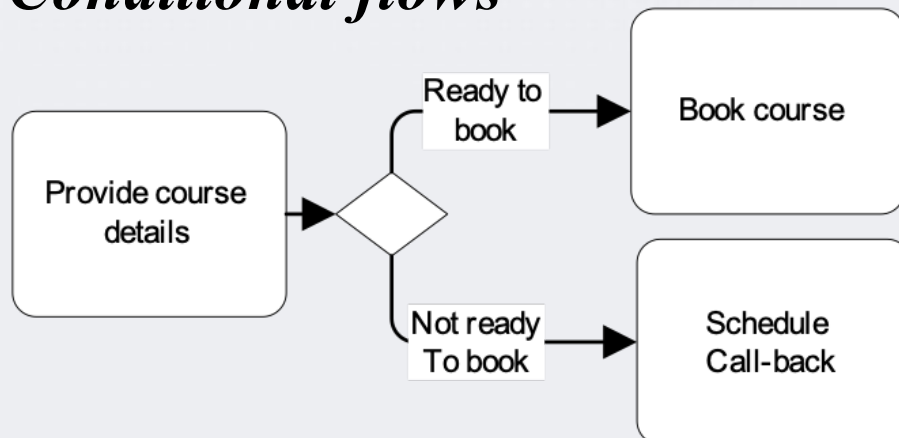 Conditional flows
Ready to
book
Book course
Provide course
details
Not ready
To book
Schedule
Call-back